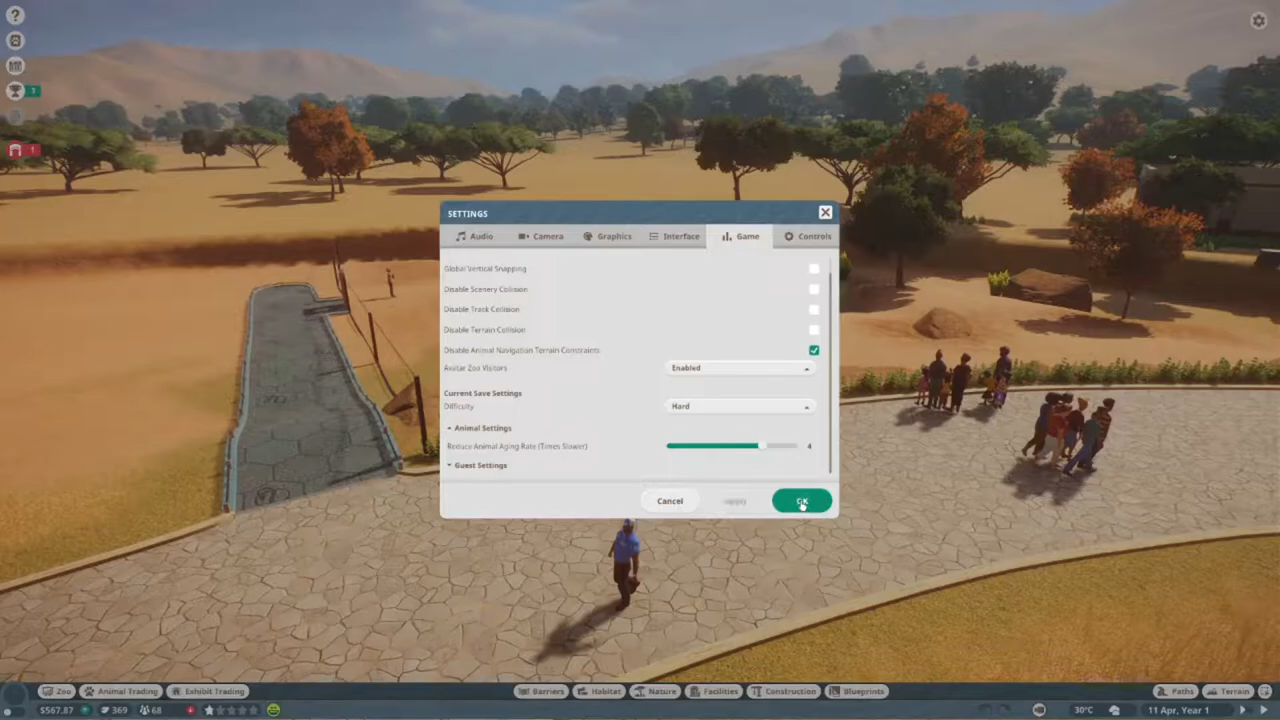 ?
7
1
SETTINGS
Audio Camera Graphics Interface Game Controls
Global Vertical Snapping
Disable Scenery Collision
Disable Track Collision
Disable Terrain Collision
Disable Animal Navigation Terrain Constraints
Avatar Zoo Visitors Enabled
Current Save Settings
Difficulty Hard
Animal Settings
Reduce Animal Aging Rate (Times Slower) 4
Guest Settings
Cancel Apply OK
Zoo Animal Trading Exhibit Trading Barriers Habitat Nature Facilities Construction Blueprints Paths Terrain
$567.87 369 68 30°C 11 Apr, Year 1